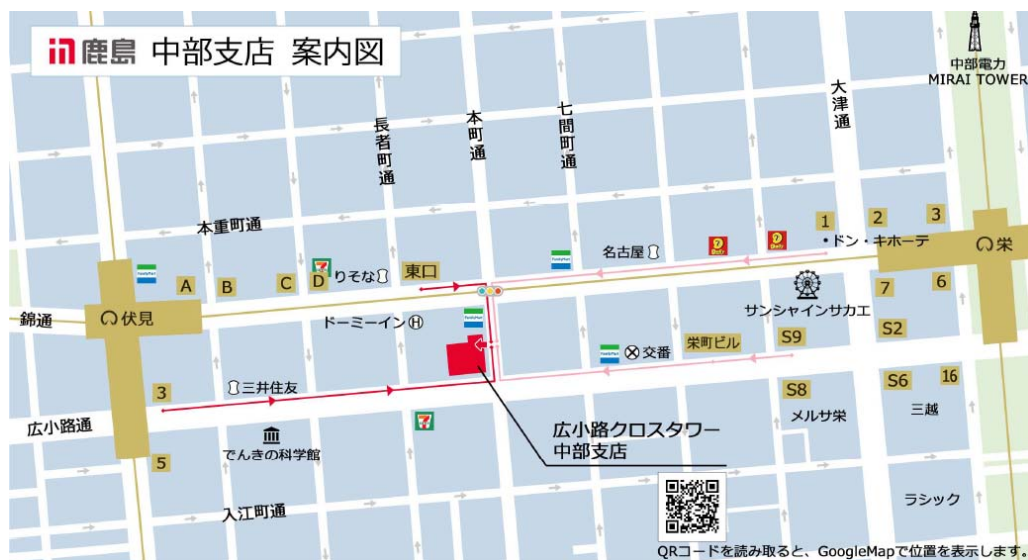 鹿島 中部支店 案内図
中部電力
MIRAI TOWER
大津通
七間町通
本町通
長者町通
本重町通
1
2
3
ドン・キホーテ
栄
名古屋
東口
りそな
A
B
C
D
伏見
錦通
ドーミーイン
H
サンシャインサカエ
7
6
交番
栄町ビル
S9
S2
3
三井住友
広小路通
でんきの科学館
5
S8
メルサ栄
S6
16
三越
広小路クロスタワー
中部支店
入江町通
ラシック
QRコードを読み取ると、GoogleMapで位置を表示します。